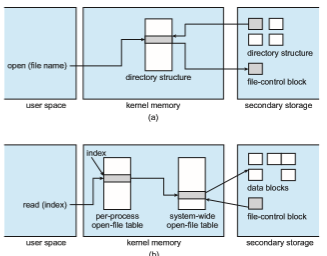 directory structure
open (file name)
directory structure
file-control block
user space
kernel memory
secondary storage
(a)
index
read (index)
data blocks
per-process
open-file table
system-wide
open-file table
file-control block
user space
kernel memory
secondary storage
(b)